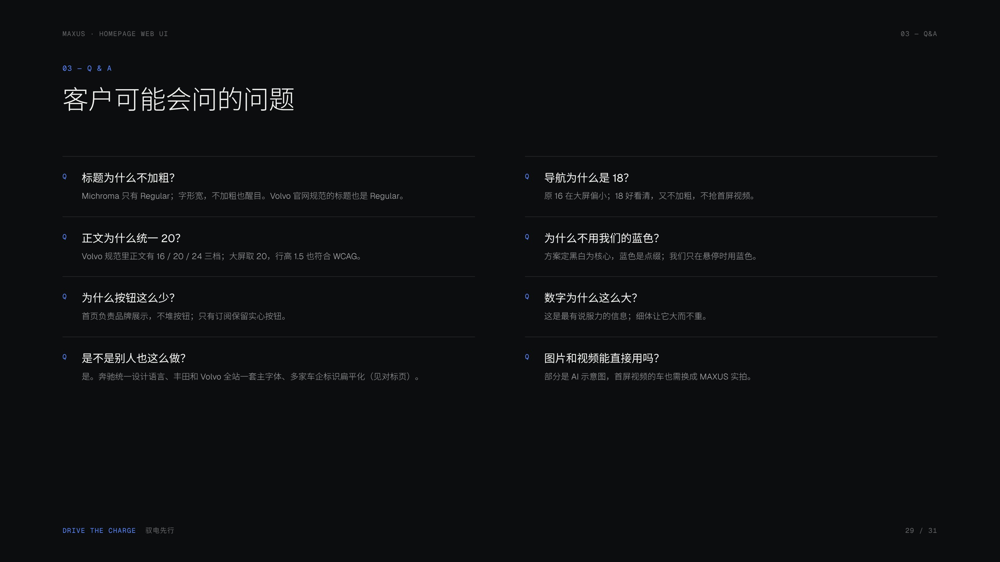 MAXUS · HOMEPAGE WEB UI
03 — Q&A
03 — Q & A
客户可能会问的问题
Q 标题为什么不加粗？
Michroma 只有 Regular；字形宽，不加粗也醒目。Volvo 官网规范的标题也是 Regular。
Q 正文为什么统一 20？
Volvo 规范里正文有 16 / 20 / 24 三档；大屏取 20，行高 1.5 也符合 WCAG。
Q 为什么按钮这么少？
首页负责品牌展示，不堆按钮；只有订阅保留实心按钮。
Q 是不是别人也这么做？
是。奔驰统一设计语言、丰田和 Volvo 全站一套主字体、多家车企标识扁平化（见对标页）。
Q 导航为什么是 18？
原 16 在大屏偏小；18 好看清，又不加粗，不抢首屏视频。
Q 为什么不用我们的蓝色？
方案定黑白为核心，蓝色是点缀；我们只在悬停时用蓝色。
Q 数字为什么这么大？
这是最有说服力的信息；细体让它大而不重。
Q 图片和视频能直接用吗？
部分是 AI 示意图，首屏视频的车也需换成 MAXUS 实拍。
DRIVE THE CHARGE 驭电先行
29 / 31